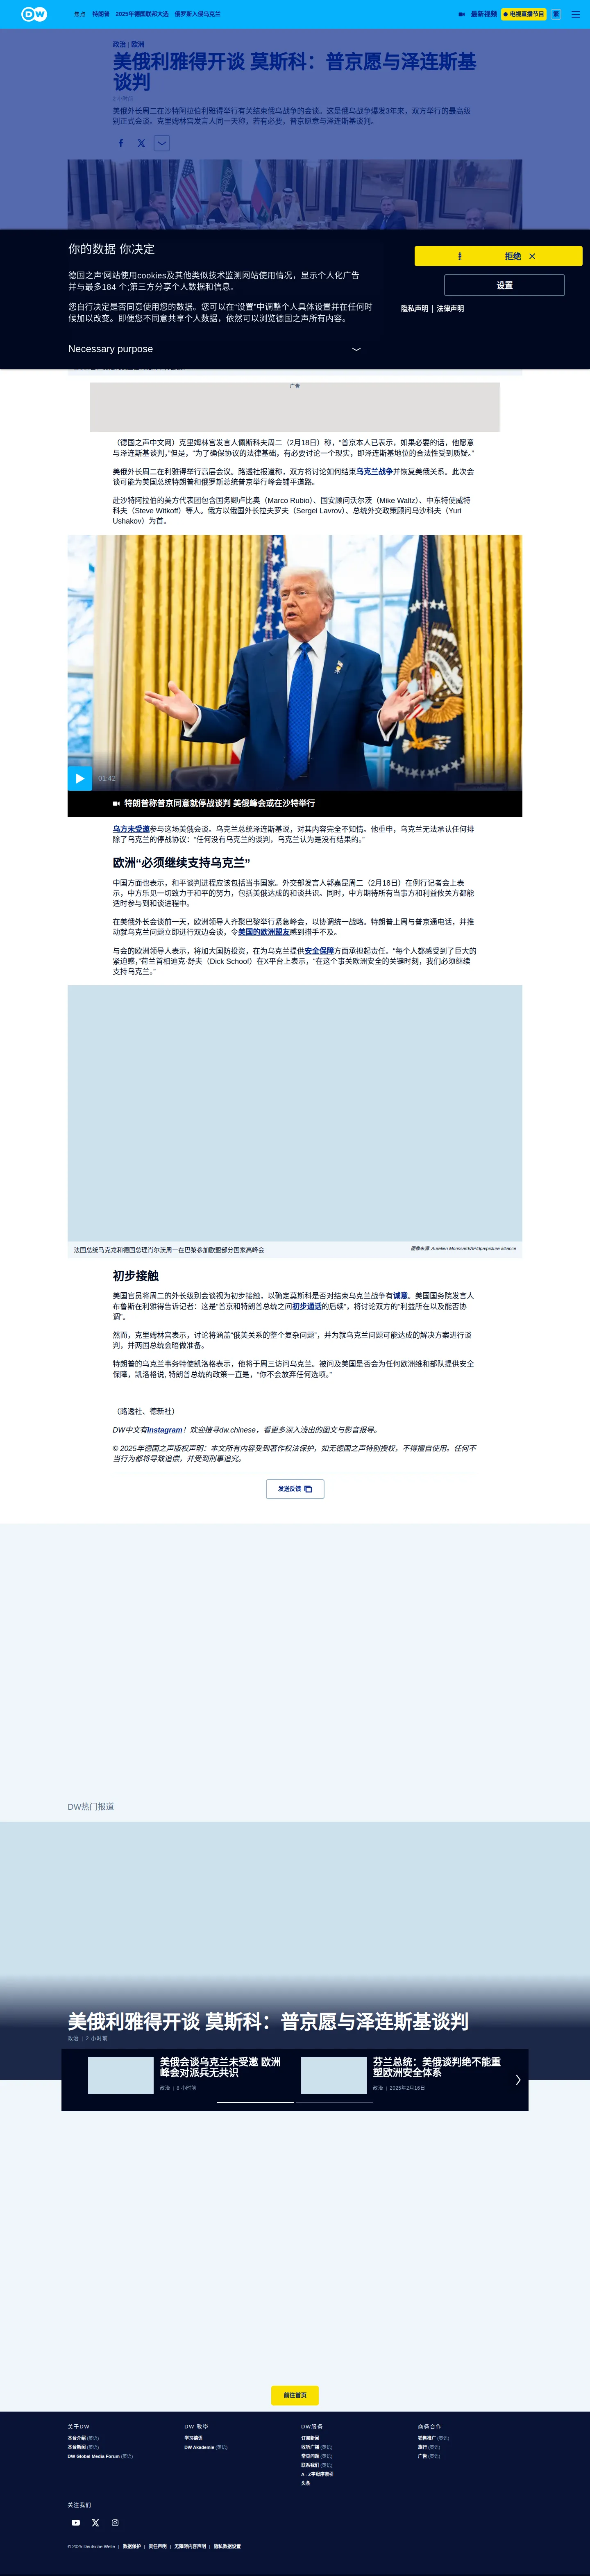 DW
焦点 特朗普 2025年德国联邦大选 俄罗斯入侵乌克兰 最新视频 电视直播节目 繁
政治 | 欧洲
美俄利雅得开谈 莫斯科：普京愿与泽连斯基
谈判
2 小时前
美俄外长周二在沙特阿拉伯利雅得举行有关结束俄乌战争的会谈。这是俄乌战争爆发3年来，双方举行的最高级
别正式会谈。克里姆林宫发言人同一天称，若有必要，普京愿意与泽连斯基谈判。
你的数据 你决定
德国之声'网站使用cookies及其他类似技术监测网站使用情况，显示个人化广告
并与最多184 个;第三方分享个人数据和信息。
您自行决定是否同意使用您的数据。您可以在“设置”中调整个人具体设置并在任何时
候加以改变。即便您不同意共享个人数据，依然可以浏览德国之声所有内容。
Necessary purpose
拒绝
设置
隐私声明 | 法律声明
广告
（德国之声中文网）克里姆林宫发言人佩斯科夫周二（2月18日）称，“普京本人已表示，如果必要的话，他愿意
与泽连斯基谈判，”但是，“为了确保协议的法律基础，有必要讨论一个现实，即泽连斯基地位的合法性受到质疑。”
美俄外长周二在利雅得举行高层会议。路透社报道称，双方将讨论如何结束乌克兰战争并恢复美俄关系。此次会
谈可能为美国总统特朗普和俄罗斯总统普京举行峰会铺平道路。
赴沙特阿拉伯的美方代表团包含国务卿卢比奥（Marco Rubio）、国安顾问沃尔茨（Mike Waltz）、中东特使威特
科夫（Steve Witkoff）等人。俄方以俄国外长拉夫罗夫（Sergei Lavrov）、总统外交政策顾问乌沙科夫（Yuri
Ushakov）为首。
01:42
特朗普称普京同意就停战谈判 美俄峰会或在沙特举行
乌方未受邀参与这场美俄会谈。乌克兰总统泽连斯基说，对其内容完全不知情。他重申，乌克兰无法承认任何排
除了乌克兰的停战协议：“任何没有乌克兰的谈判，乌克兰认为是没有结果的。”
欧洲“必须继续支持乌克兰”
中国方面也表示，和平谈判进程应该包括当事国家。外交部发言人郭嘉昆周二（2月18日）在例行记者会上表
示，中方乐见一切致力于和平的努力，包括美俄达成的和谈共识。同时，中方期待所有当事方和利益攸关方都能
适时参与到和谈进程中。
在美俄外长会谈前一天，欧洲领导人齐聚巴黎举行紧急峰会，以协调统一战略。特朗普上周与普京通电话，并推
动就乌克兰问题立即进行双边会谈，令美国的欧洲盟友感到措手不及。
与会的欧洲领导人表示，将加大国防投资，在为乌克兰提供安全保障方面承担起责任。“每个人都感受到了巨大的
紧迫感，”荷兰首相迪克·舒夫（Dick Schoof）在X平台上表示，“在这个事关欧洲安全的关键时刻，我们必须继续
支持乌克兰。”
法国总统马克龙和德国总理肖尔茨周一在巴黎参加欧盟部分国家高峰会
图像来源: Aurelien Morissard/AP/dpa/picture alliance
初步接触
美国官员将周二的外长级别会谈视为初步接触，以确定莫斯科是否对结束乌克兰战争有诚意。美国国务院发言人
布鲁斯在利雅得告诉记者：这是“普京和特朗普总统之间初步通话的后续”，将讨论双方的“利益所在以及能否协
调”。
然而，克里姆林宫表示，讨论将涵盖“俄美关系的整个复杂问题”，并为就乌克兰问题可能达成的解决方案进行谈
判，并两国总统会晤做准备。
特朗普的乌克兰事务特使凯洛格表示，他将于周三访问乌克兰。被问及美国是否会为任何欧洲维和部队提供安全
保障，凯洛格说, 特朗普总统的政策一直是，“你不会放弃任何选项。”
（路透社、德新社）
DW中文有Instagram！欢迎搜寻dw.chinese，看更多深入浅出的图文与影音报导。
© 2025年德国之声版权声明：本文所有内容受到著作权法保护，如无德国之声特别授权，不得擅自使用。任何不
当行为都将导致追偿，并受到刑事追究。
发送反馈
DW热门报道
美俄利雅得开谈 莫斯科：普京愿与泽连斯基谈判
政治 | 2 小时前
美俄会谈乌克兰未受邀 欧洲
峰会对派兵无共识
政治 | 8 小时前
芬兰总统：美俄谈判绝不能重
塑欧洲安全体系
政治 | 2025年2月16日
前往首页
关于DW
本台介绍 (英语)
本台新闻 (英语)
DW Global Media Forum (英语)
DW 教學
学习德语
DW Akademie (英语)
DW服务
订阅新闻
收听广播 (英语)
常见问题 (英语)
联系我们 (英语)
A - Z字母序索引
头条
商务合作
销售推广 (英语)
旅行 (英语)
广告 (英语)
关注我们
© 2025 Deutsche Welle | 数据保护 | 责任声明 | 无障碍内容声明 | 隐私数据设置